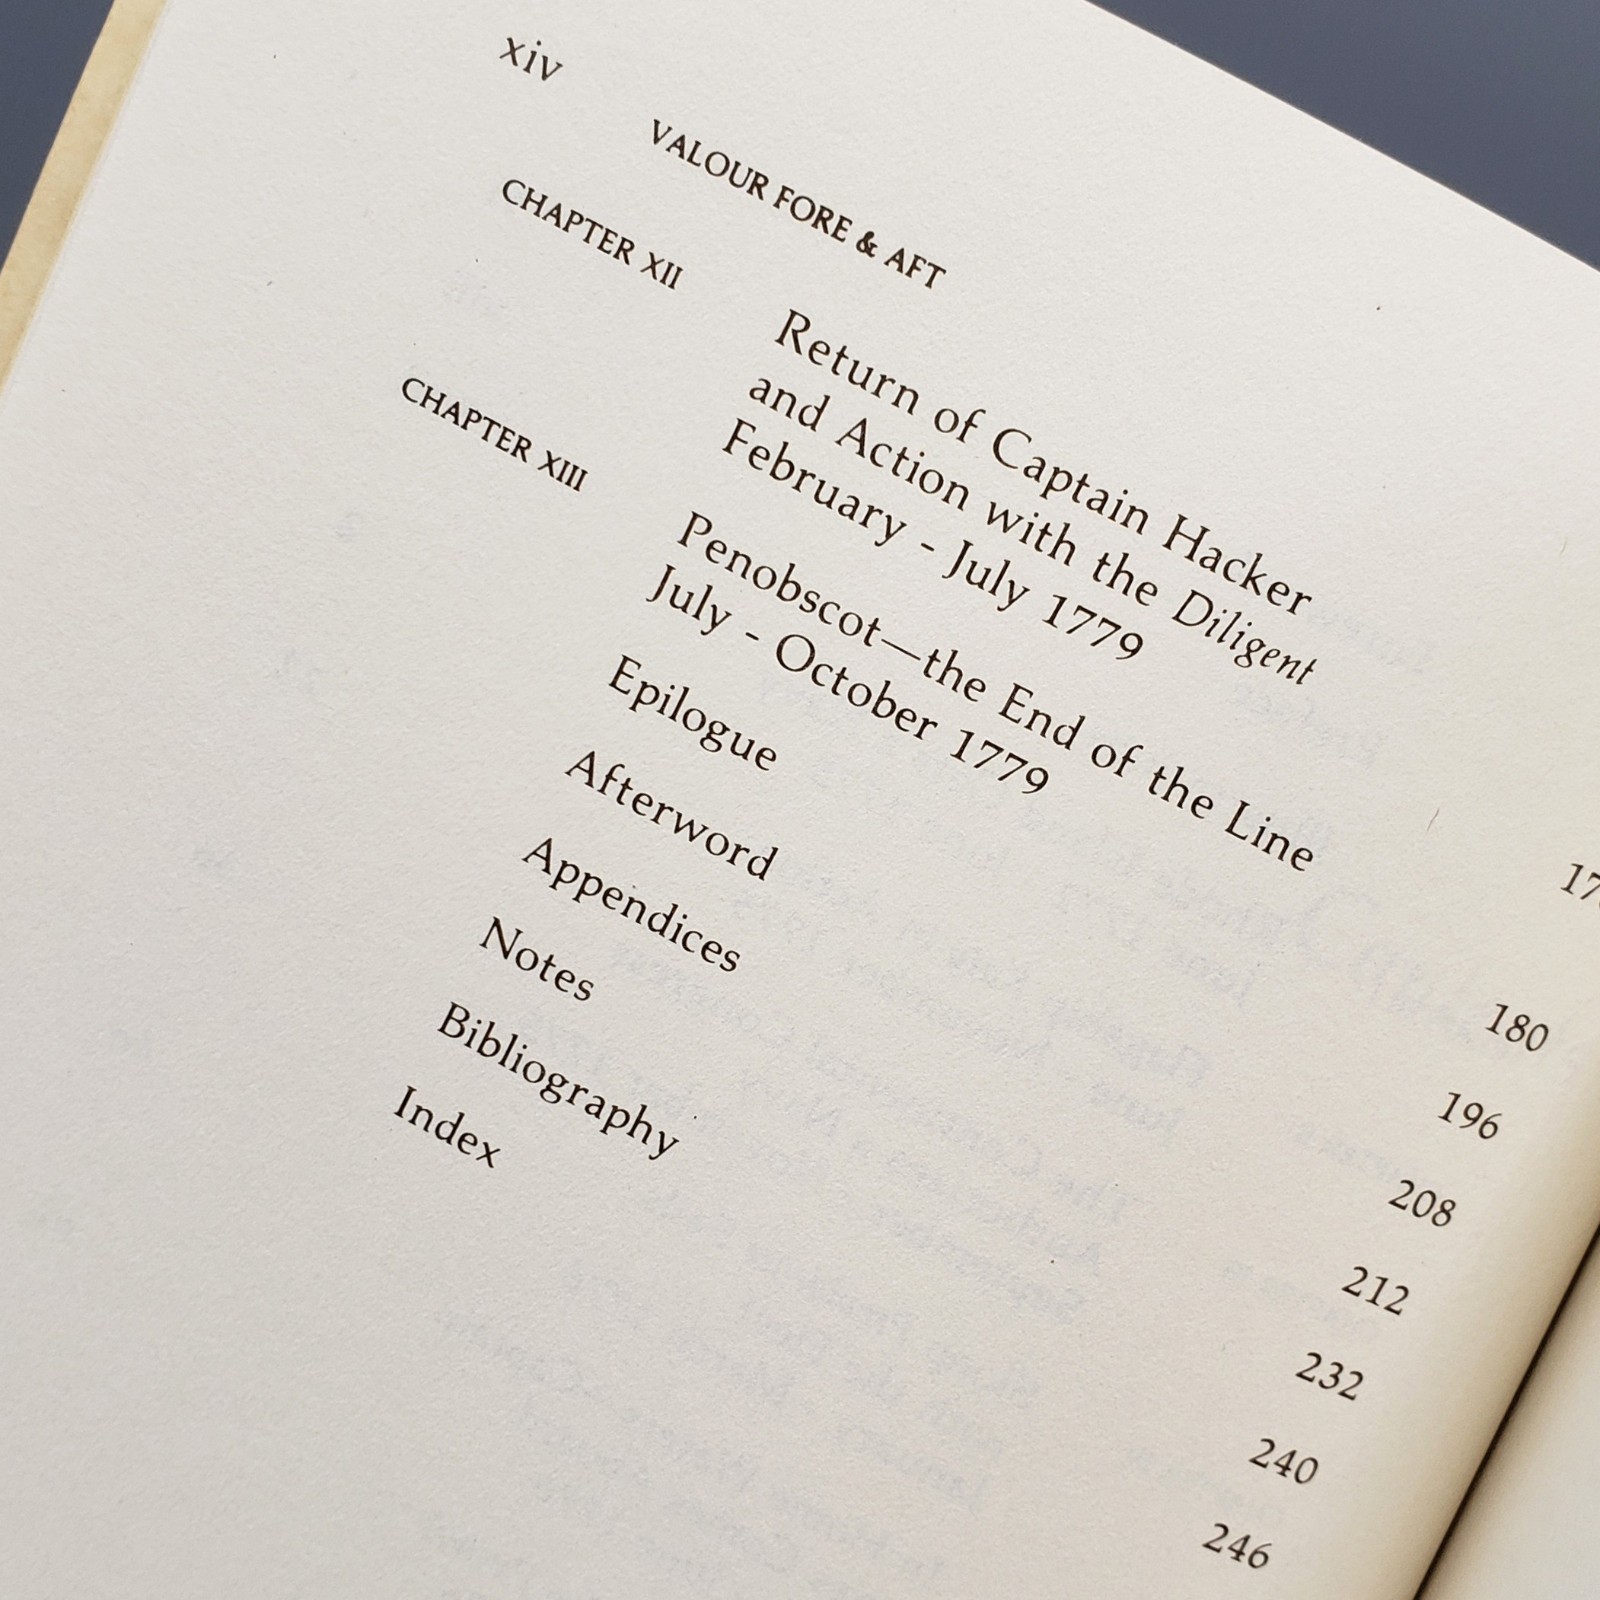 xiv
VALOUR FORE & AFT
CHAPTER XII Return of Captain Hacker
and Action with the Diligent
February - July 1779
CHAPTER XIII Penobscot—the End of the Line
July - October 1779 180
Epilogue 196
Afterword 208
Appendices 212
Notes 232
Bibliography 240
Index 246